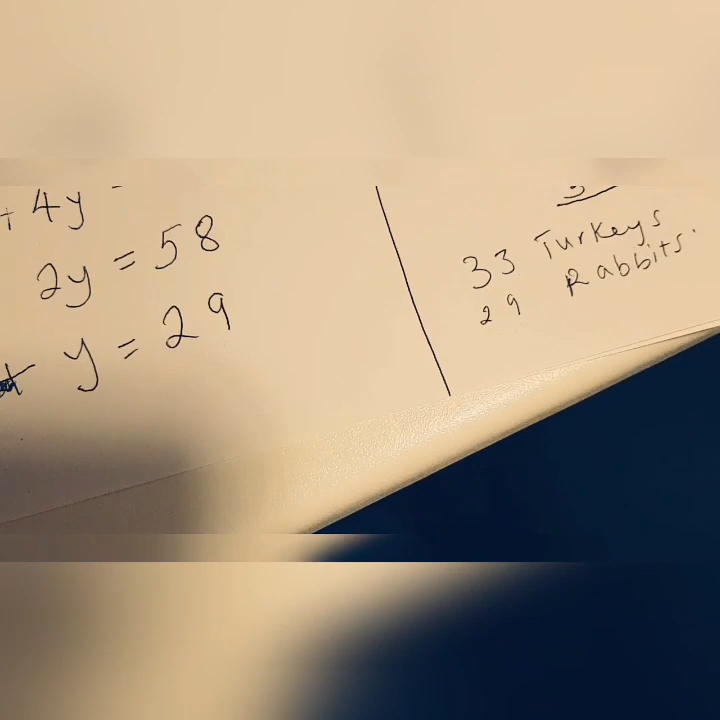 + 4y -
2y = 58
y = 29
33 Turkeys
29 Rabbits.